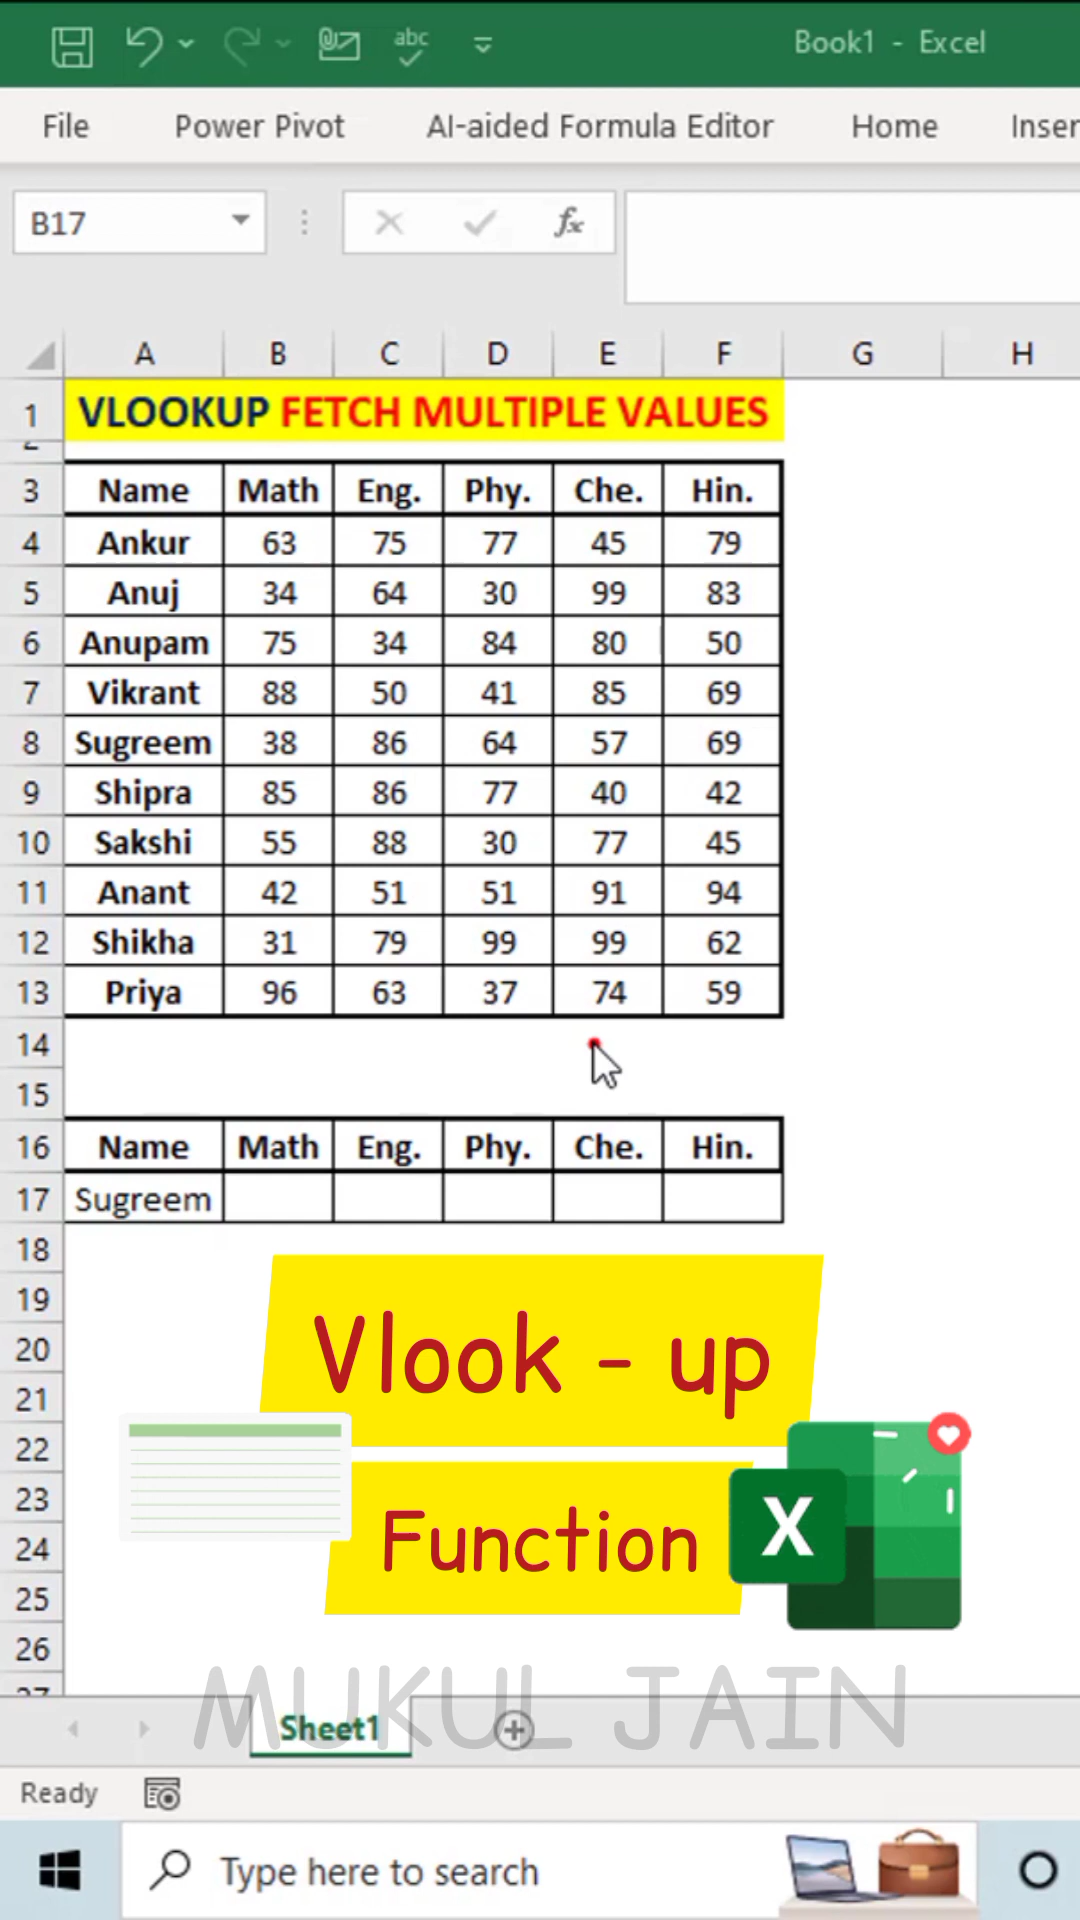 abc
Book1 - Excel
File Power Pivot AI-aided Formula Editor Home Inser
B17 fx
A B C D E F G H
1 VLOOKUP FETCH MULTIPLE VALUES
3 Name Math Eng. Phy. Che. Hin.
4 Ankur 63 75 77 45 79
5 Anuj 34 64 30 99 83
6 Anupam 75 34 84 80 50
7 Vikrant 88 50 41 85 69
8 Sugreem 38 86 64 57 69
9 Shipra 85 86 77 40 42
10 Sakshi 55 88 30 77 45
11 Anant 42 51 51 91 94
12 Shikha 31 79 99 99 62
13 Priya 96 63 37 74 59
14
15
16 Name Math Eng. Phy. Che. Hin.
17 Sugreem
18
19
20
21
22
23
24
25
26
Vlook - up
Function
X
MUKUL JAIN
Sheet1
Ready
Type here to search